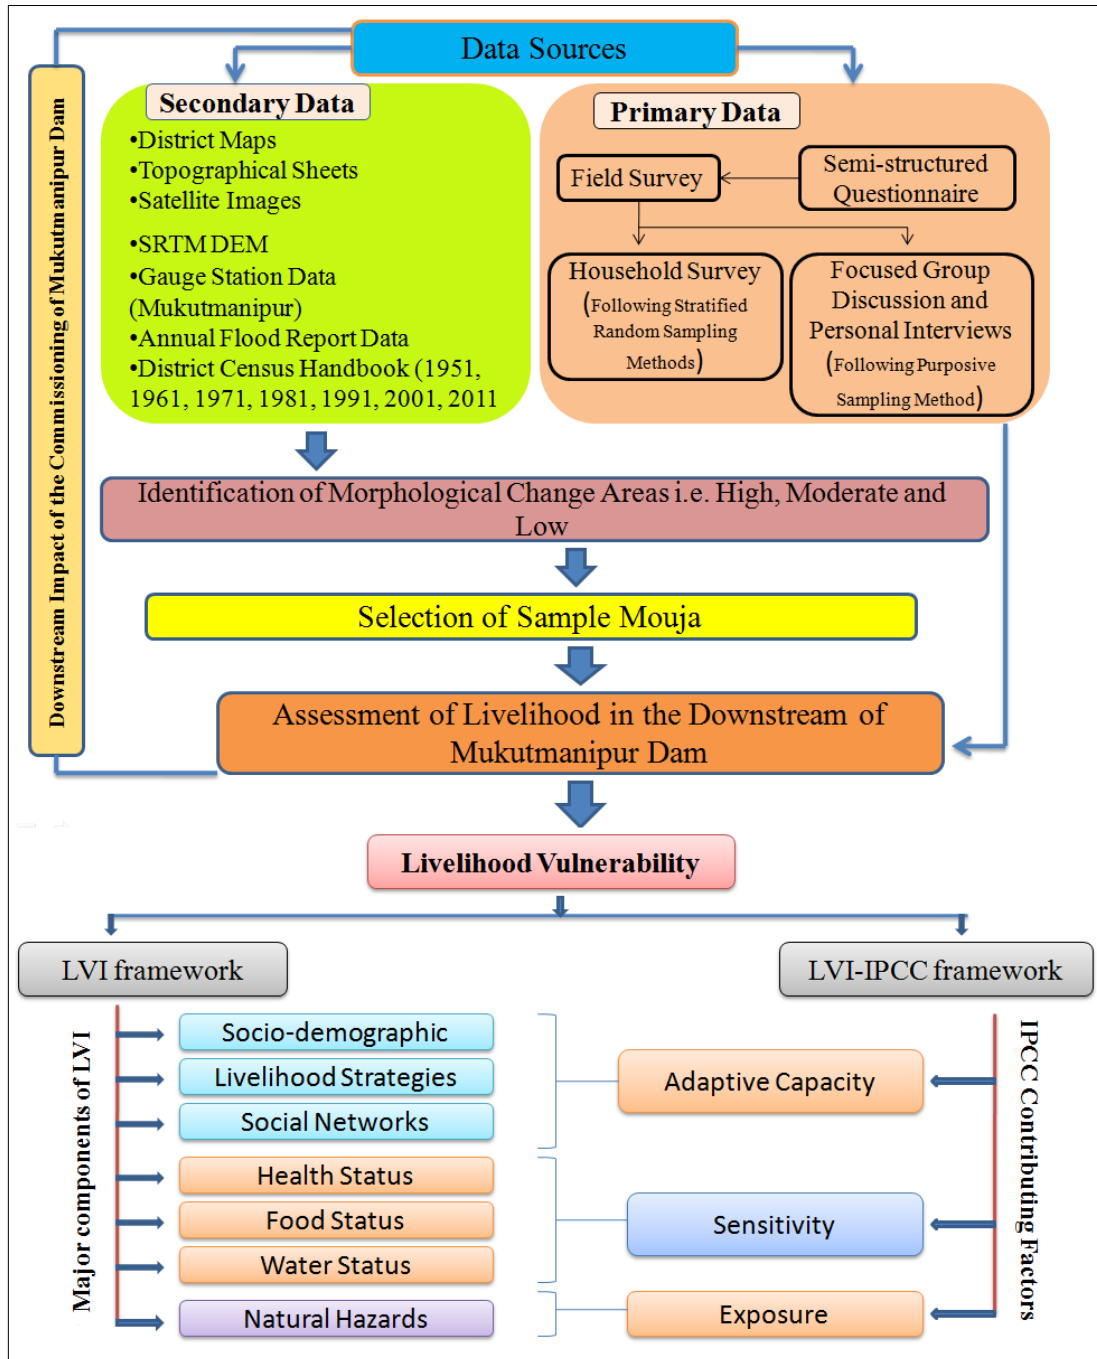 Data Sources
Downstream Impact of the Commissioning of Mukutmanipur Dam
Secondary Data
•District Maps
•Topographical Sheets
•Satellite Images
•SRTM DEM
•Gauge Station Data
(Mukutmanipur)
•Annual Flood Report Data
•District Census Handbook (1951,
1961, 1971, 1981, 1991, 2001, 2011
Primary Data
Field Survey
Semi-structured
Questionnaire
Household Survey
(Following Stratified
Random Sampling
Methods)
Focused Group
Discussion and
Personal Interviews
(Following Purposive
Sampling Method)
Identification of Morphological Change Areas i.e. High, Moderate and
Low
Selection of Sample Mouja
Assessment of Livelihood in the Downstream of
Mukutmanipur Dam
Livelihood Vulnerability
LVI framework
LVI-IPCC framework
Major components of LVI
Socio-demographic
Livelihood Strategies
Social Networks
Health Status
Food Status
Water Status
Natural Hazards
Adaptive Capacity
Sensitivity
Exposure
IPCC Contributing Factors